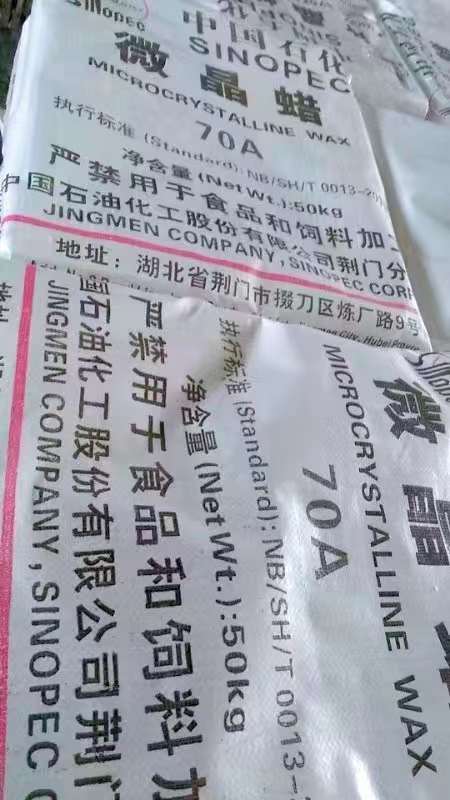 SINOPEC
中国石化
SINOPEC
微晶蜡
MICROCRYSTALLINE WAX
70A
执行标准 (Standard): NB/SH/T 0013-20
净含量 (Net Wt.):50kg
严禁用于食品和饲料加
中国石油化工股份有限公司荆门分
JINGMEN COMPANY, SINOPEC COR
地址：湖北省荆门市掇刀区炼厂路9号
微晶
MICROCRYSTALLINE WAX
70A
执行标准 (Standard): NB/SH/T 0013-
净含量 (Net Wt.):50kg
严禁用于食品和饲料加
石油化工股份有限公司荆门
JINGMEN COMPANY, SINOPEC